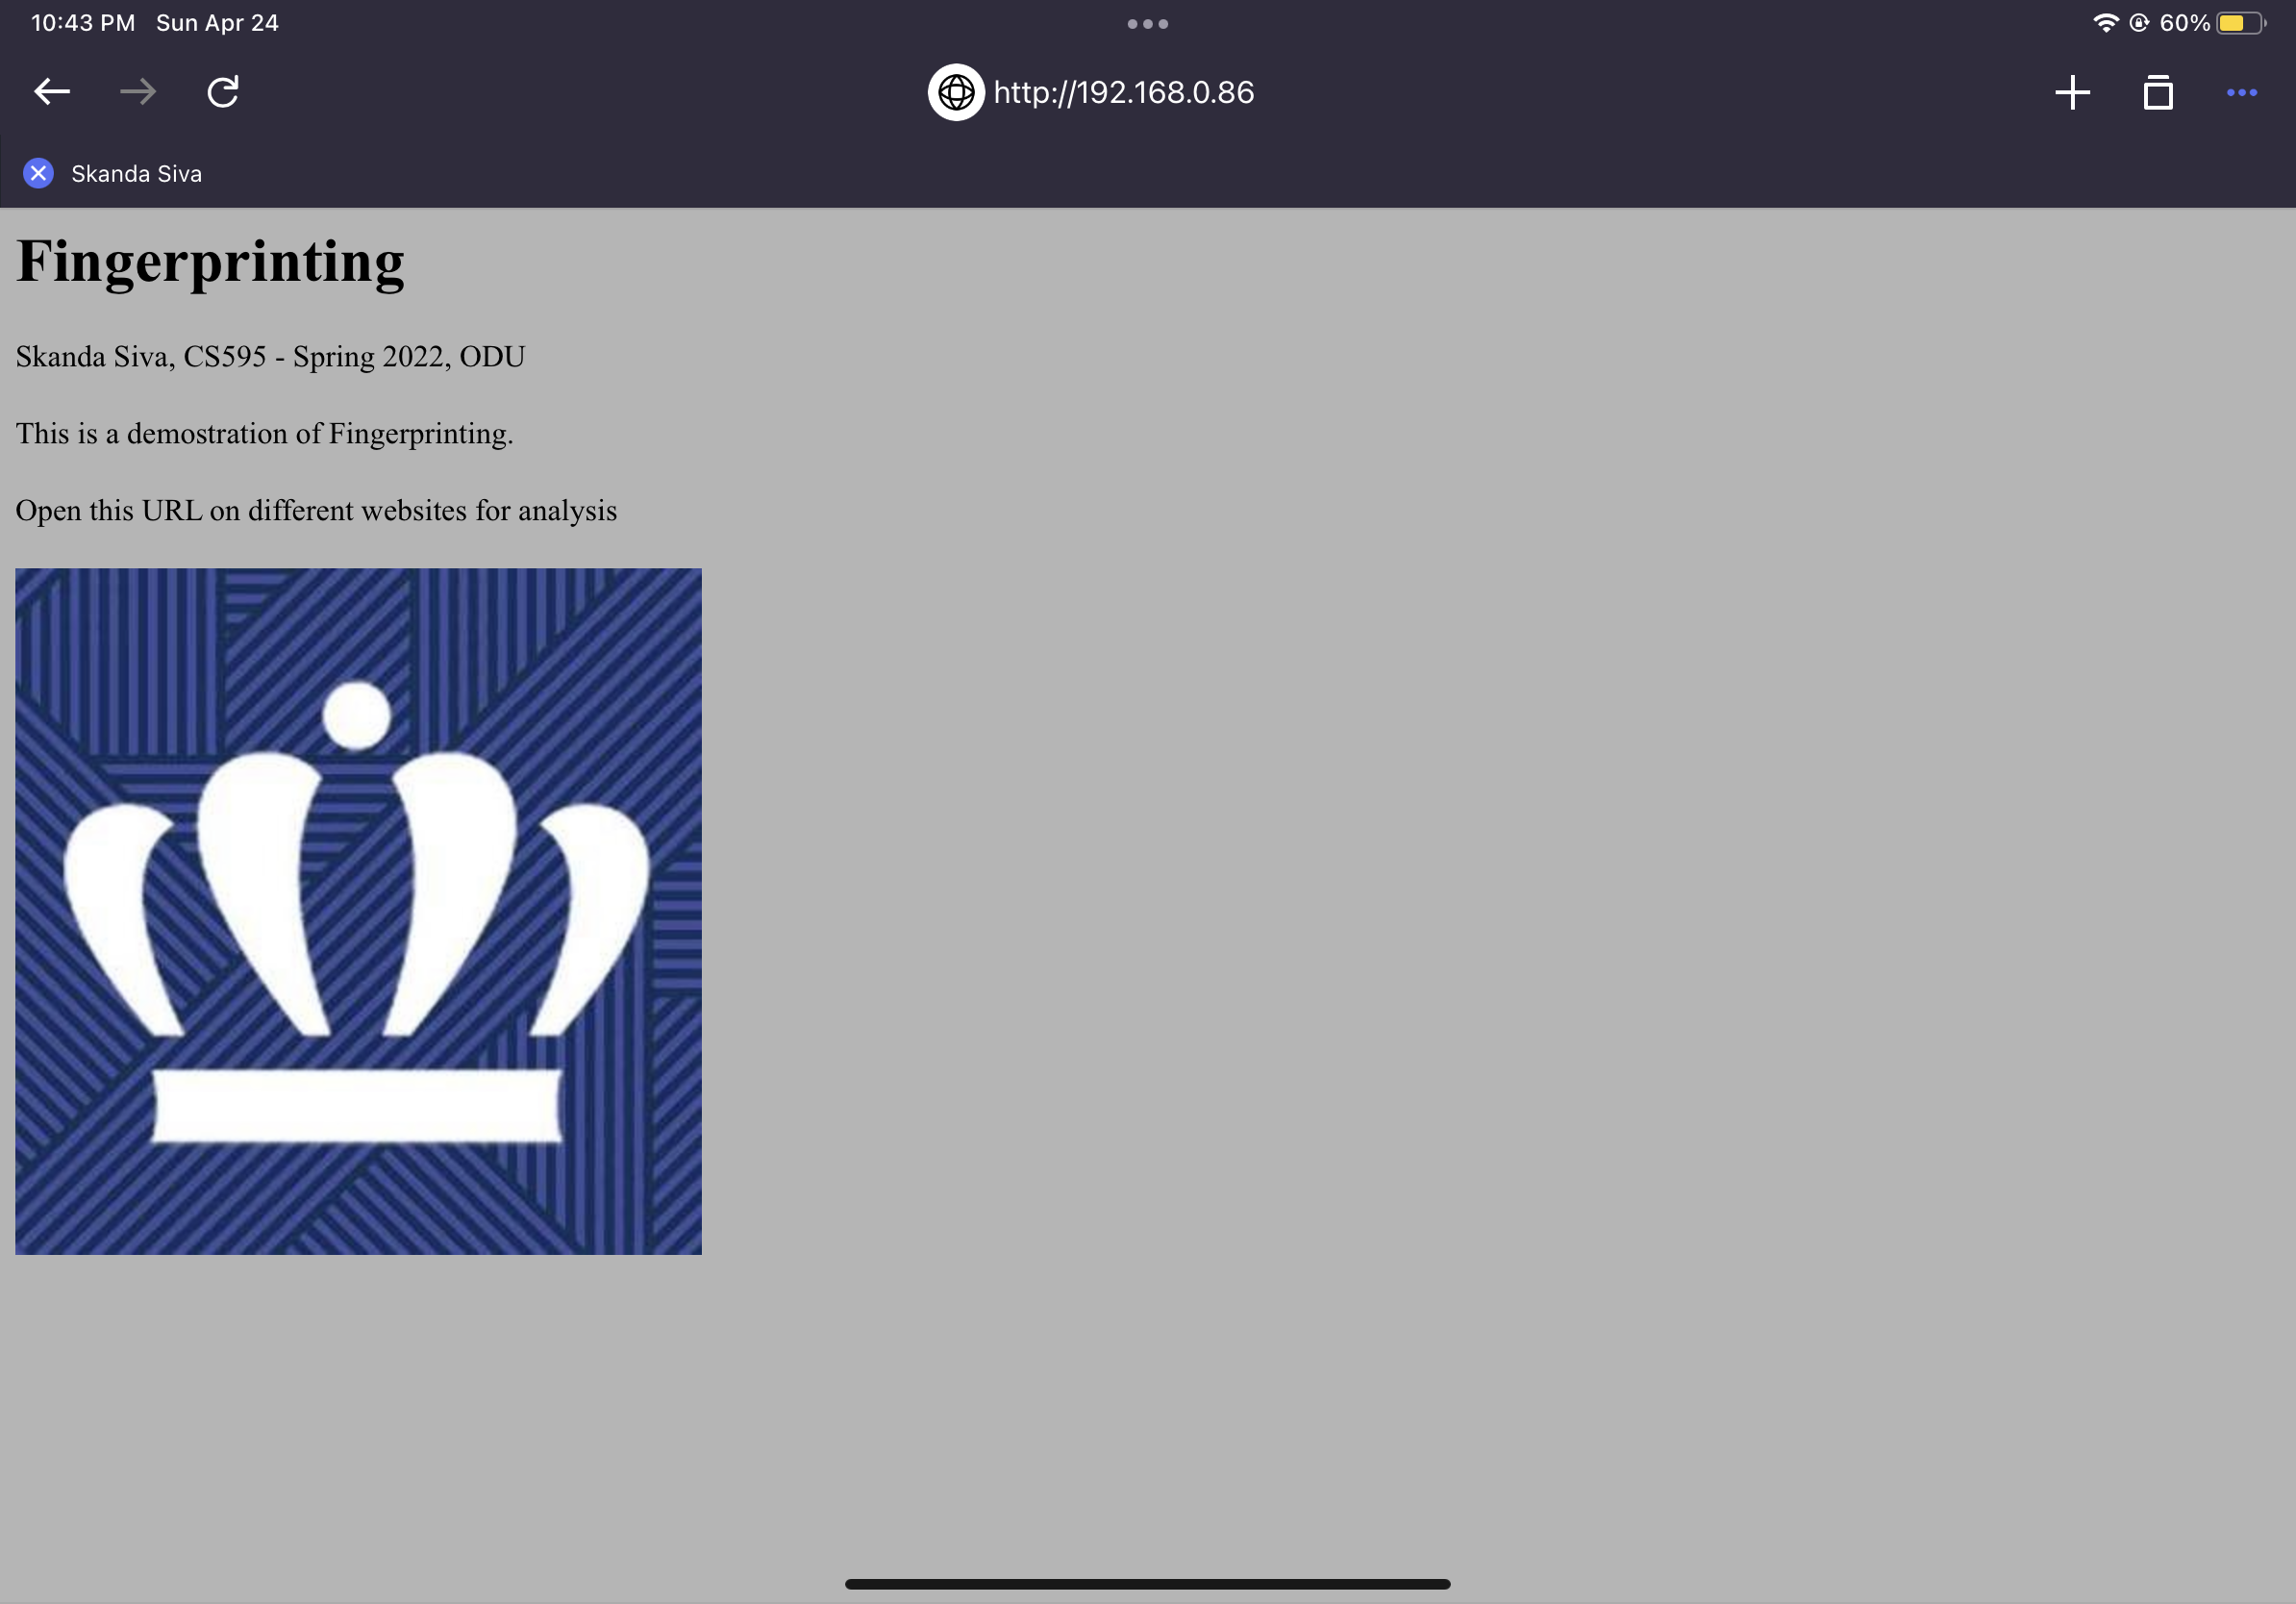 10:43 PM Sun Apr 24
60%
http://192.168.0.86
Skanda Siva
Fingerprinting
Skanda Siva, CS595 - Spring 2022, ODU
This is a demostration of Fingerprinting.
Open this URL on different websites for analysis